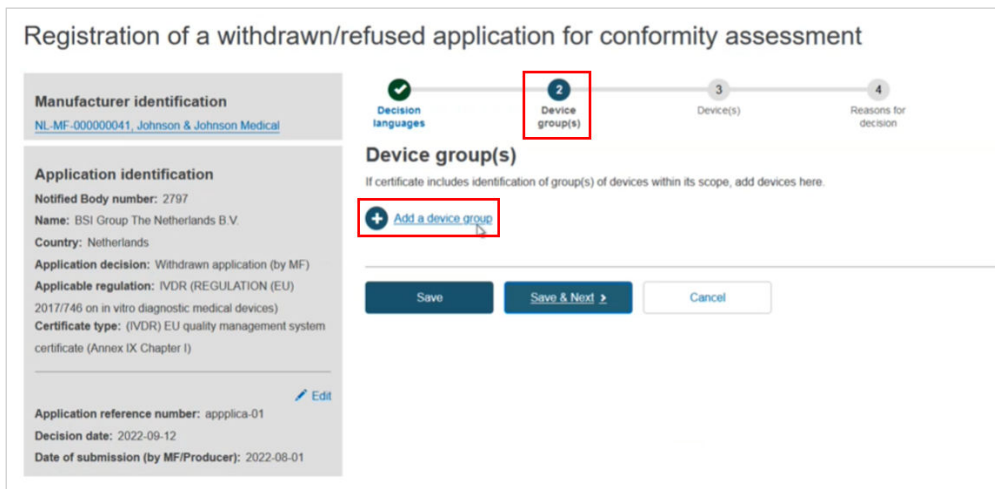 Registration of a withdrawn/refused application for conformity assessment
Manufacturer identification
NL-MF-000000041, Johnson & Johnson Medical
Application identification
Notified Body number: 2797
Name: BSI Group The Netherlands B.V.
Country: Netherlands
Application decision: Withdrawn application (by MF)
Applicable regulation: IVDR (REGULATION (EU)
2017/746 on in vitro diagnostic medical devices)
Certificate type: (IVDR) EU quality management system
certificate (Annex IX Chapter I)
Edit
Application reference number: appplica-01
Decision date: 2022-09-12
Date of submission (by MF/Producer): 2022-08-01
Decision
languages
2
Device
group(s)
3
Device(s)
4
Reasons for
decision
Device group(s)
If certificate includes identification of group(s) of devices within its scope, add devices here.
Add a device group
Save
Save & Next >
Cancel